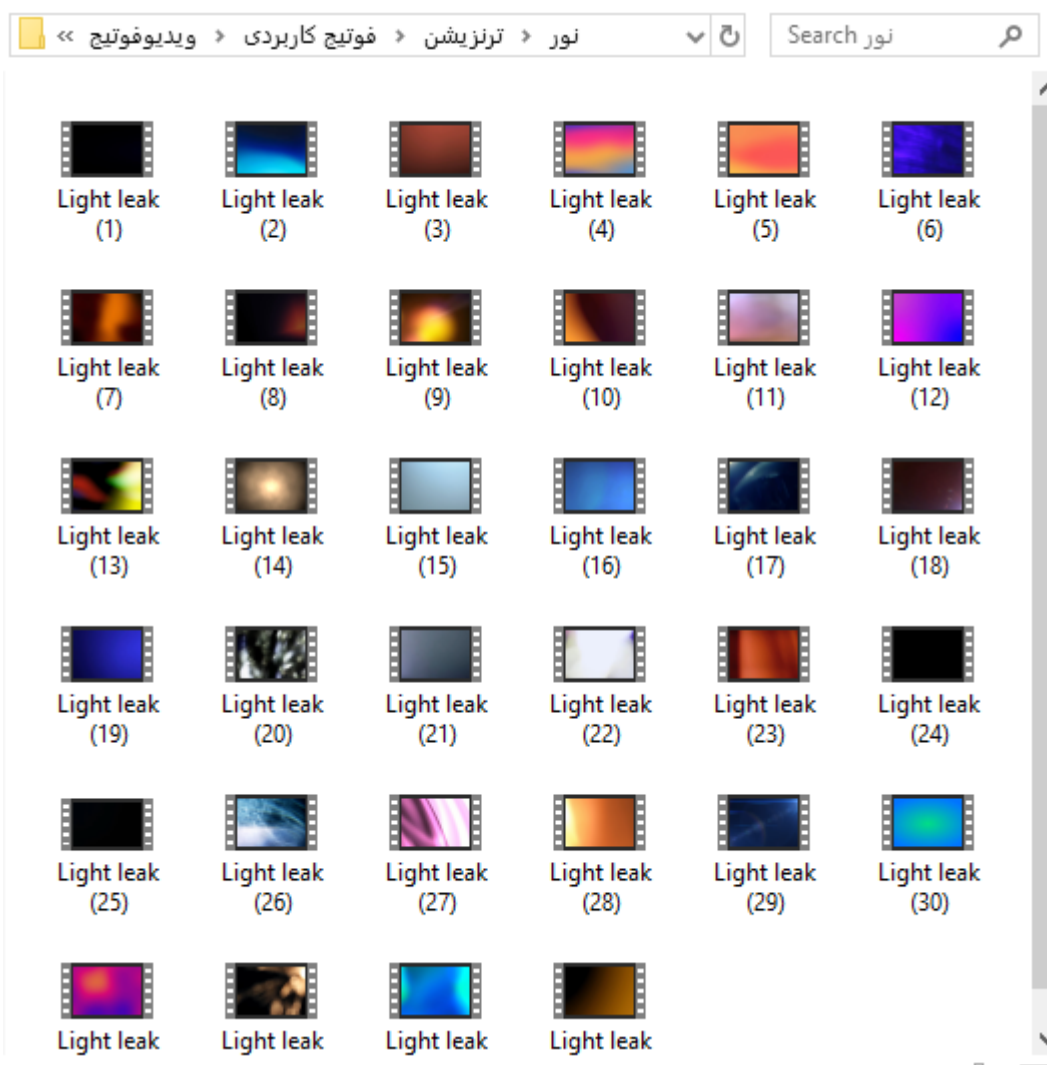 « ویدیوفوتیج › فوتیج کاربردی › ترنزیشن › نور
Search نور
Light leak (1)
Light leak (2)
Light leak (3)
Light leak (4)
Light leak (5)
Light leak (6)
Light leak (7)
Light leak (8)
Light leak (9)
Light leak (10)
Light leak (11)
Light leak (12)
Light leak (13)
Light leak (14)
Light leak (15)
Light leak (16)
Light leak (17)
Light leak (18)
Light leak (19)
Light leak (20)
Light leak (21)
Light leak (22)
Light leak (23)
Light leak (24)
Light leak (25)
Light leak (26)
Light leak (27)
Light leak (28)
Light leak (29)
Light leak (30)
Light leak
Light leak
Light leak
Light leak